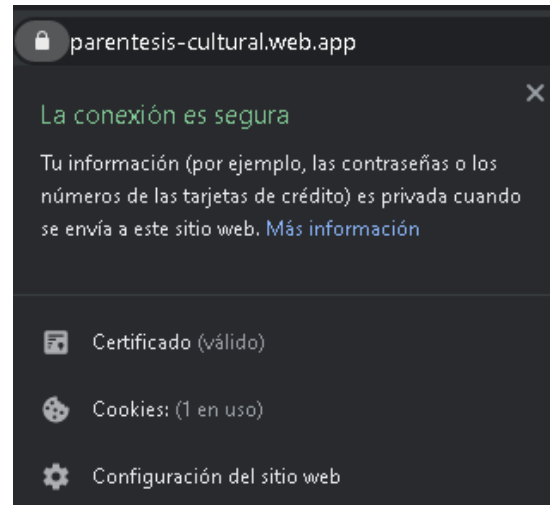 parentesis-cultural.web.app
La conexión es segura
Tu información (por ejemplo, las contraseñas o los
números de las tarjetas de crédito) es privada cuando
se envía a este sitio web. Más información
Certificado (válido)
Cookies: (1 en uso)
Configuración del sitio web